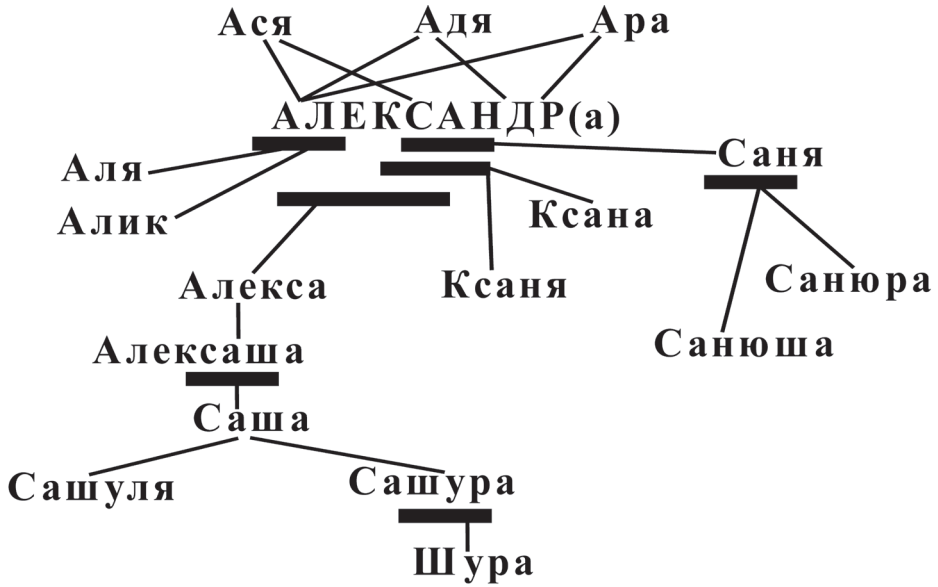 Ася Адя Ара
АЛЕКСАНДР(а)
Аля Саня
Алик Ксана
Алекса Ксаня Санюра
Алексаша Санюша
Саша
Сашуля Сашура
Шура